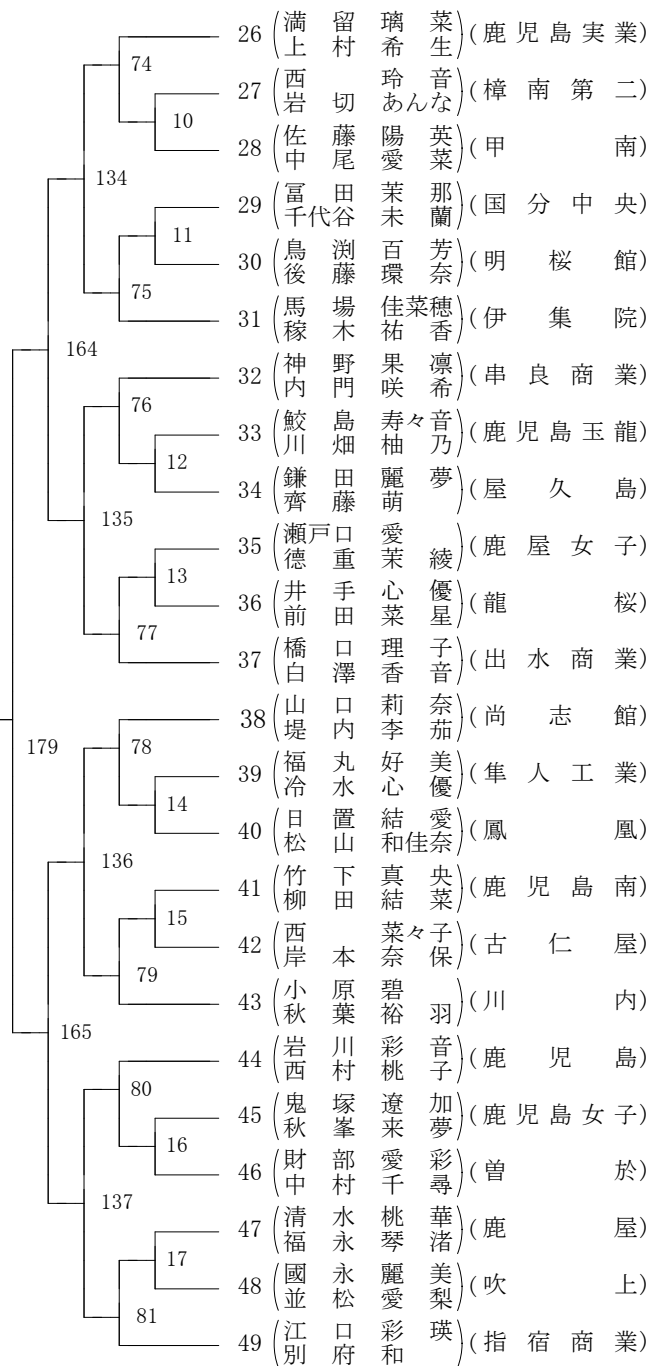 26 (満留璃菜 上村希生) (鹿児島実業)
74
27 (西玲音 岩切あんな) (樟南第二)
10
28 (佐藤陽英 中尾愛菜) (甲南)
134
29 (冨田茉那 千代谷未蘭) (国分中央)
11
30 (鳥渕百芳 後藤環奈) (明桜館)
75
31 (馬場佳菜穂 稼木祐香) (伊集院)
164
32 (神野果凛 内門咲希) (串良商業)
76
33 (鮫島寿々音 川畑柚乃) (鹿児島玉龍)
12
34 (鎌田麗夢 齊藤萌) (屋久島)
135
35 (瀬戸口愛 德重茉綾) (鹿屋女子)
13
36 (井手心優 前田菜星) (龍桜)
77
37 (橋口理子 白澤香音) (出水商業)
38 (山口莉奈 堤内李茄) (尚志館)
179
78
39 (福丸好美 冷水心優) (隼人工業)
14
40 (日置結愛 松山和佳奈) (鳳凰)
136
41 (竹下真央 柳田結菜) (鹿児島南)
15
42 (西菜々子 岸本奈保) (古仁屋)
79
43 (小原碧 秋葉裕羽) (川内)
165
44 (岩川彩音 西村桃子) (鹿児島)
80
45 (鬼塚遼加 秋峯来夢) (鹿児島女子)
16
46 (財部愛彩 中村千尋) (曽於)
137
47 (清水桃華 福永琴渚) (鹿屋)
17
48 (國永麗美 並松愛梨) (吹上)
81
49 (江口彩瑛 別府和) (指宿商業)